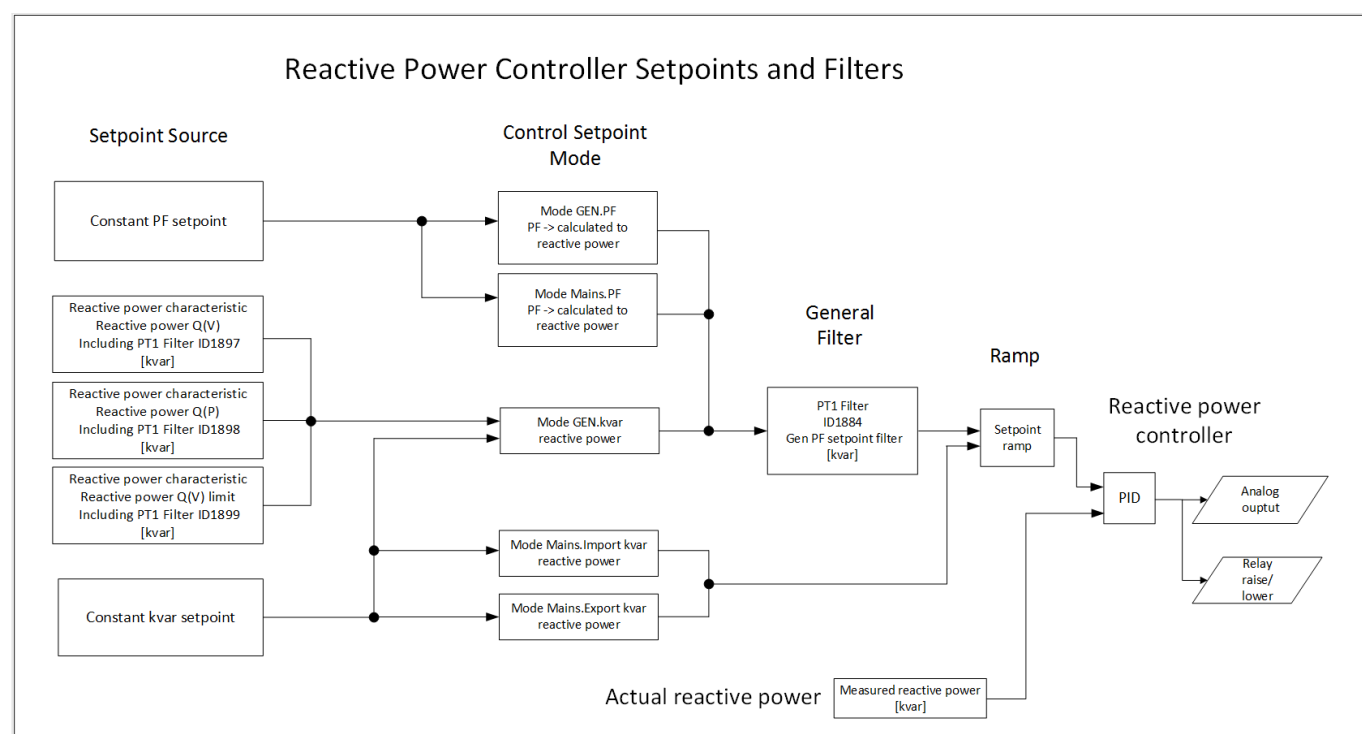 Reactive Power Controller Setpoints and Filters
Setpoint Source
Control Setpoint
Mode
Constant PF setpoint
Mode GEN.PF
PF -> calculated to
reactive power
Mode Mains.PF
PF -> calculated to
reactive power
Reactive power characteristic
Reactive power Q(V)
Including PT1 Filter ID1897
[kvar]
Reactive power characteristic
Reactive power Q(P)
Including PT1 Filter ID1898
[kvar]
Reactive power characteristic
Reactive power Q(V) limit
Including PT1 Filter ID1899
[kvar]
Mode GEN.kvar
reactive power
General
Filter
PT1 Filter
ID1884
Gen PF setpoint filter
[kvar]
Ramp
Setpoint
ramp
Reactive power
controller
PID
Analog
ouptut
Relay
raise/
lower
Constant kvar setpoint
Mode Mains.Import kvar
reactive power
Mode Mains.Export kvar
reactive power
Actual reactive power
Measured reactive power
[kvar]